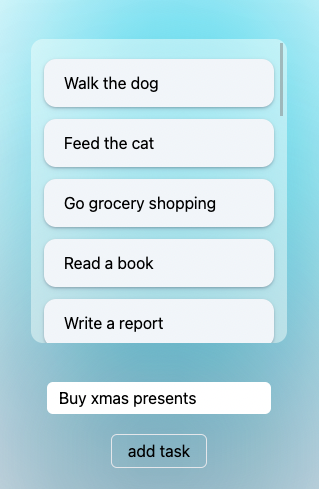 Walk the dog
Feed the cat
Go grocery shopping
Read a book
Write a report
Buy xmas presents
add task